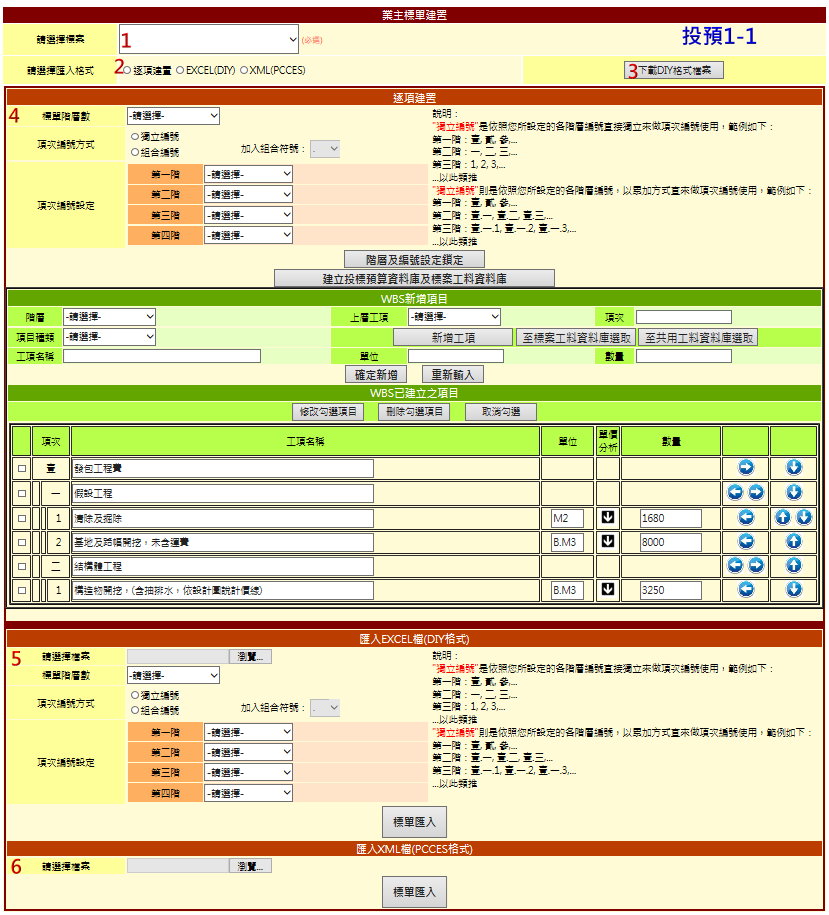 業主標單建置
請選擇標案 1 (必填) 投預1-1
請選擇匯入格式 2 逐項建置 EXCEL(DIY) XML(PCCES) 3 下載DIY格式檔案
逐項建置
4 標單階層數 -請選擇- 說明：
"獨立編號"是依照您所設定的各階層編號直接獨立來做項次編號使用，範例如下：
項次編號方式 獨立編號 第一階：壹, 貳, 參,...
組合編號 加入組合符號： 第二階：一, 二, 三,...
第三階：1, 2, 3,...
...以此類推
項次編號設定 第一階 -請選擇-
第二階 -請選擇- "獨立編號"則是依照您所設定的各階層編號，以累加方式直來做項次編號使用，範例如下：
第三階 -請選擇- 第一階：壹, 貳, 參,...
第四階 -請選擇- 第二階：壹.一, 壹.二, 壹.三,...
第三階：壹.一.1, 壹.一.2, 壹.一.3,...
...以此類推
階層及編號設定鎖定
建立投標預算資料庫及標案工料資料庫
WBS新增項目
階層 -請選擇- 上層工項 -請選擇- 項次
項目種類 -請選擇- 新增工項 至標案工料資料庫選取 至共用工料資料庫選取
工項名稱 單位 數量
確定新增 重新輸入
WBS已建立之項目
修改勾選項目 刪除勾選項目 取消勾選
項次 工項名稱 單位 單價分析 數量
壹 發包工程費
一 假設工程
1 清除及掘除 M2 1680
2 基地及路幅開挖，未含運費 B.M3 8000
二 結構體工程
1 構造物開挖，(含抽排水，依設計圖說計價線) B.M3 3250
匯入EXCEL檔(DIY格式)
5 請選擇檔案 瀏覽... 說明：
標單階層數 -請選擇- "獨立編號"是依照您所設定的各階層編號直接獨立來做項次編號使用，範例如下：
項次編號方式 獨立編號 第一階：壹, 貳, 參,...
組合編號 加入組合符號： . 第二階：一, 二, 三,...
第三階：1, 2, 3,...
...以此類推
項次編號設定 第一階 -請選擇- "獨立編號"則是依照您所設定的各階層編號，以累加方式直來做項次編號使用，範例如下：
第二階 -請選擇- 第一階：壹, 貳, 參,...
第三階 -請選擇- 第二階：壹.一, 壹.二, 壹.三,...
第四階 -請選擇- 第三階：壹.一.1, 壹.一.2, 壹.一.3,...
...以此類推
標單匯入
匯入XML檔(PCCES格式)
6 請選擇檔案 瀏覽...
標單匯入